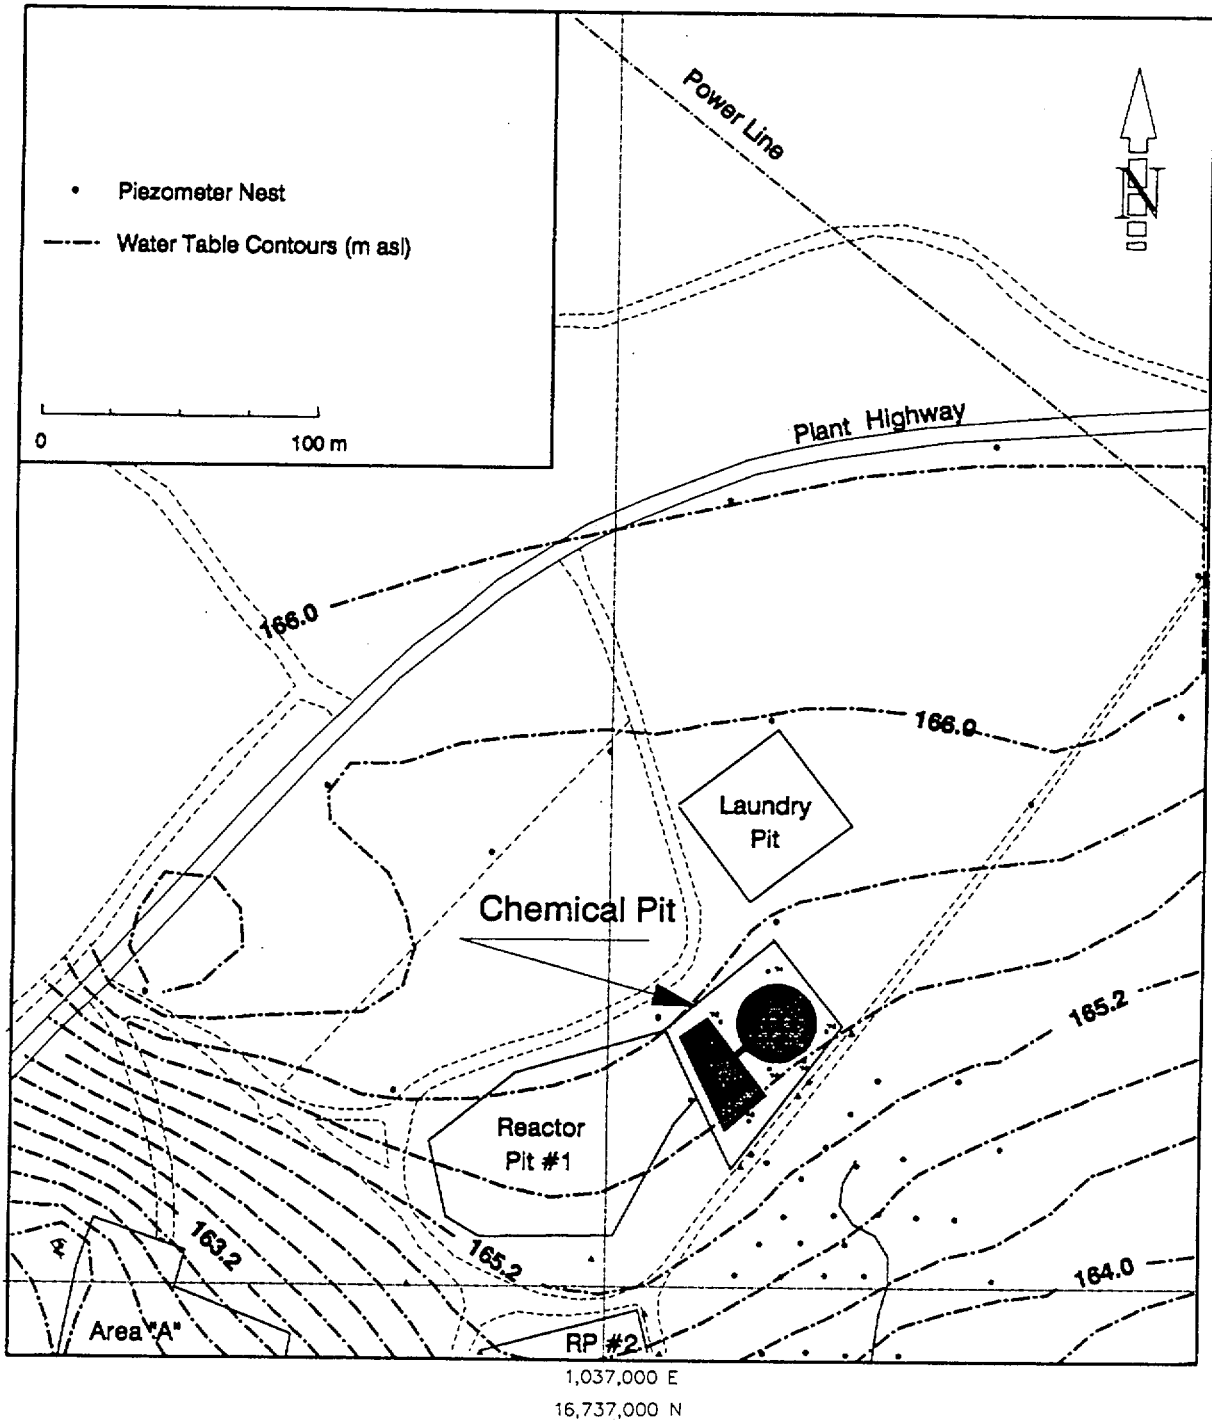 Power Line
N
Piezometer Nest
Water Table Contours (m asl)
0
100 m
Plant Highway
166.0
166.0
Laundry
Pit
Chemical Pit
165.2
Reactor
Pit #1
163.2
165.2
164.0
Area "A"
RP #2
1,037,000 E
16,737,000 N